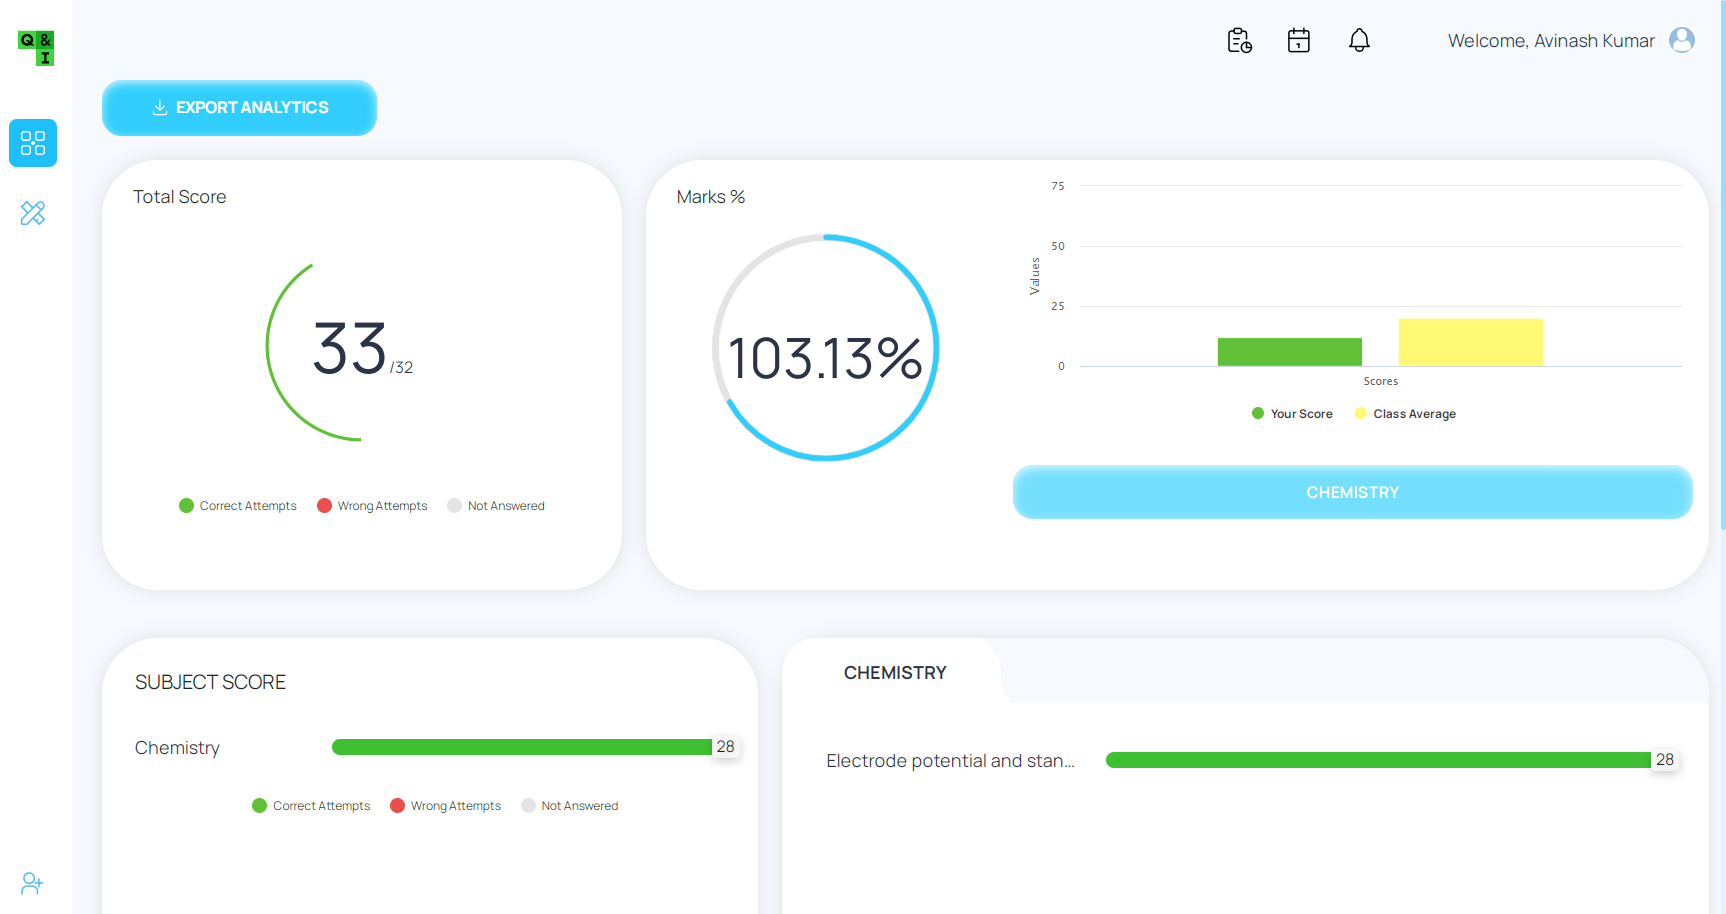 Q &
I
Welcome, Avinash Kumar
EXPORT ANALYTICS
Total Score
33/32
Correct Attempts Wrong Attempts Not Answered
Marks %
103.13%
75
50
25
0
Values
Scores
Your Score Class Average
CHEMISTRY
SUBJECT SCORE
Chemistry 28
Correct Attempts Wrong Attempts Not Answered
CHEMISTRY
Electrode potential and stan... 28